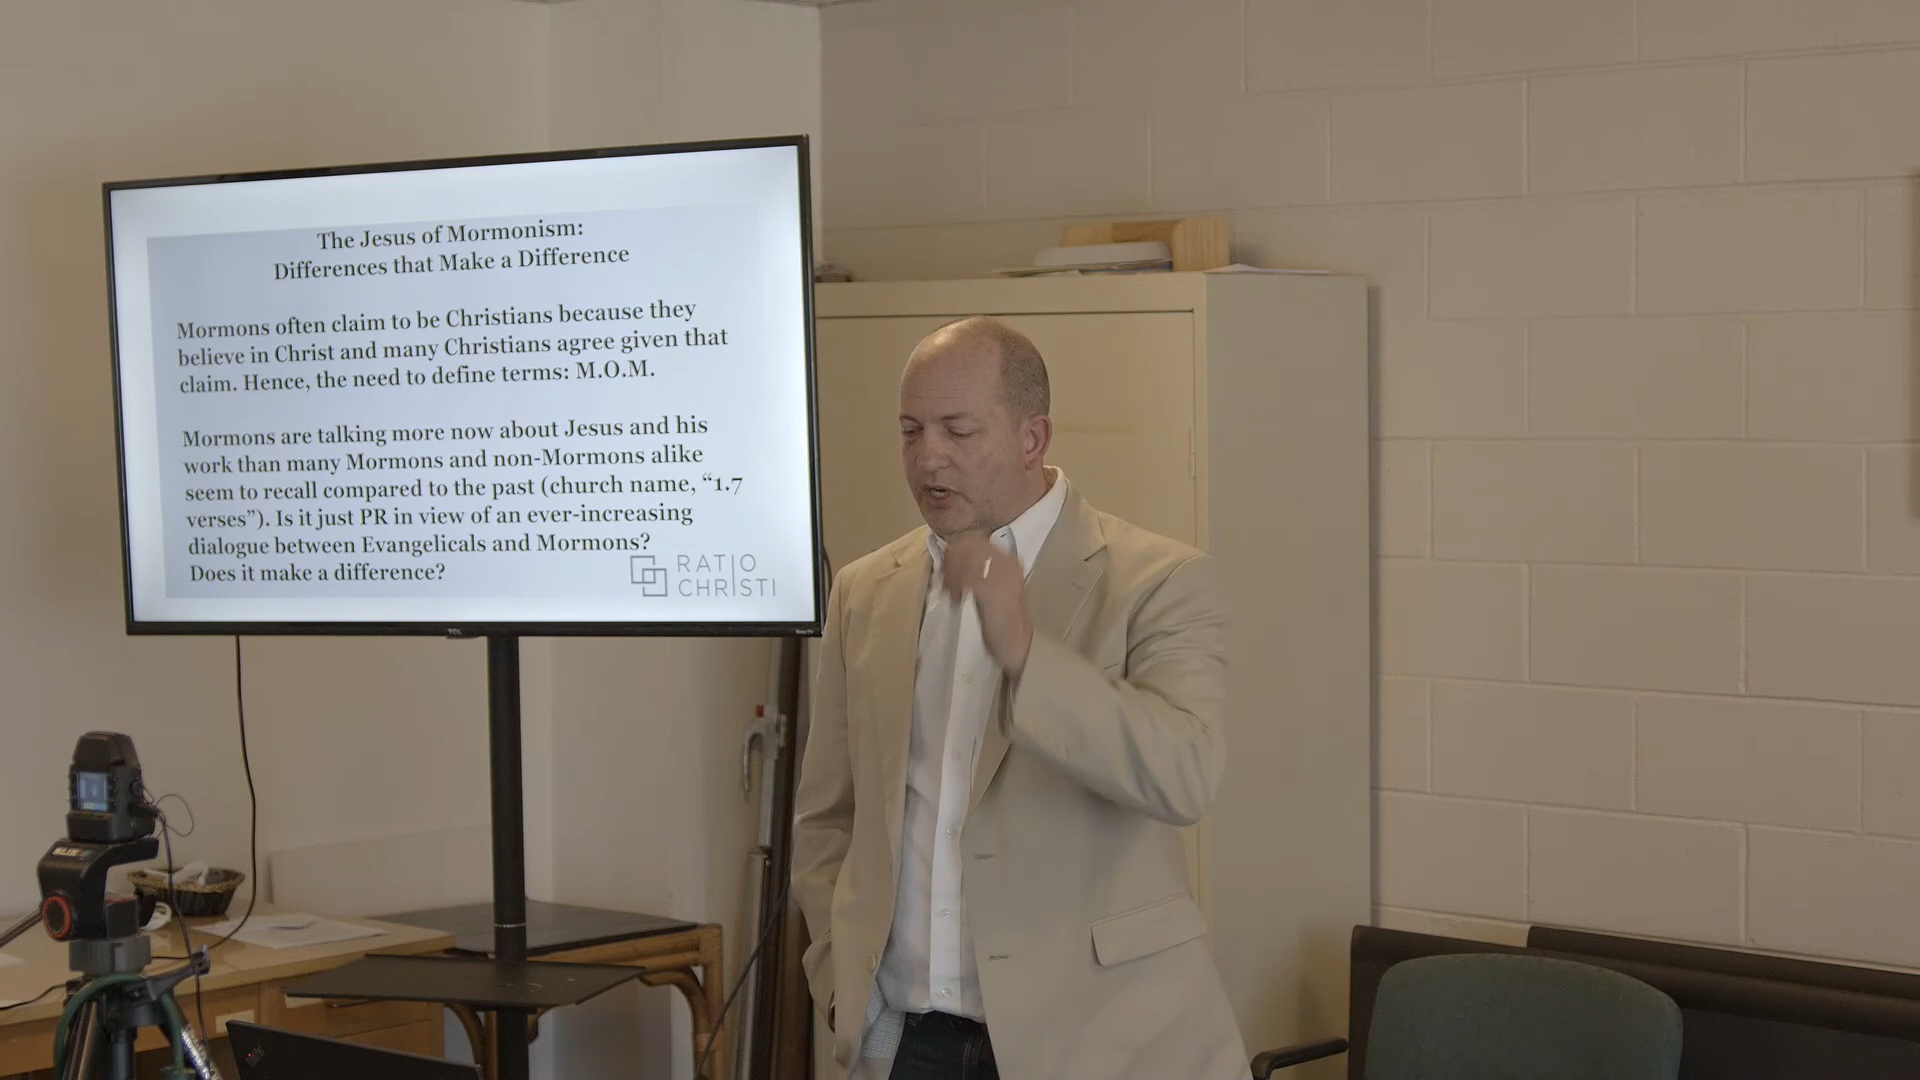 The Jesus of Mormonism:
Differences that Make a Difference
Mormons often claim to be Christians because they
believe in Christ and many Christians agree given that
claim. Hence, the need to define terms: M.O.M.
Mormons are talking more now about Jesus and his
work than many Mormons and non-Mormons alike
seem to recall compared to the past (church name, “1.7
verses”). Is it just PR in view of an ever-increasing
dialogue between Evangelicals and Mormons?
Does it make a difference?
RATIO
CHRISTI
TCL